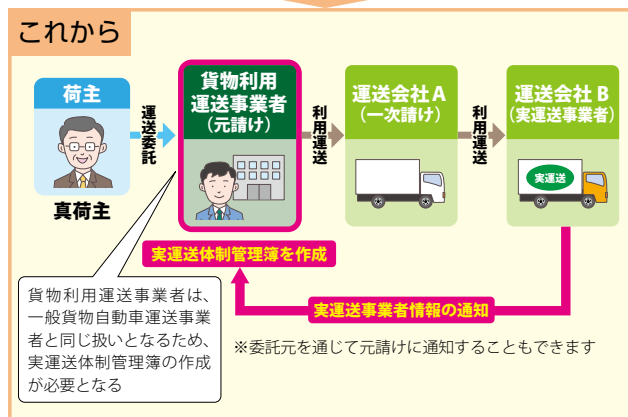 これから
荷主
真荷主
運送委託
貨物利用
運送事業者
(元請け)
利用運送
運送会社A
(一次請け)
利用運送
運送会社B
(実運送事業者)
実運送
実運送体制管理簿を作成
実運送事業者情報の通知
貨物利用運送事業者は、
一般貨物自動車運送事業
者と同じ扱いとなるため、
実運送体制管理簿の作成
が必要となる
※委託元を通じて元請けに通知することもできます